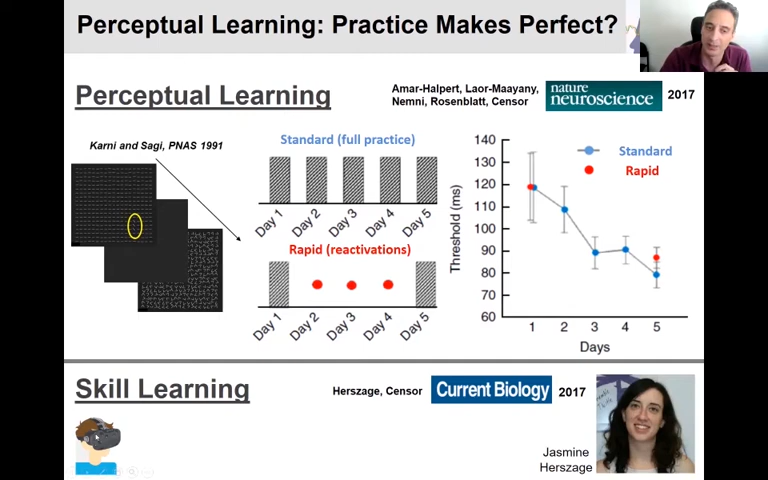 Perceptual Learning: Practice Makes Perfect?
Perceptual Learning
Amar-Halpert, Laor-Maayany,
Nemni, Rosenblatt, Censor
nature
neuroscience
2017
Karni and Sagi, PNAS 1991
Standard (full practice)
Day 1
Day 2
Day 3
Day 4
Day 5
Rapid (reactivations)
Day 1
Day 2
Day 3
Day 4
Day 5
Threshold (ms)
140
130
120
110
100
90
80
70
60
Standard
Rapid
1 2 3 4 5
Days
Skill Learning
Herszage, Censor
Current Biology
2017
Jasmine
Herszage